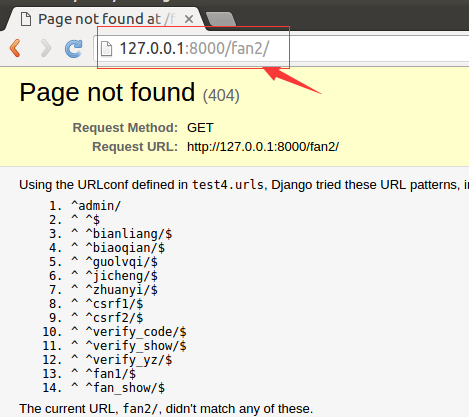 Page not found at /f
127.0.0.1:8000/fan2/
Page not found (404)
Request Method: GET
Request URL: http://127.0.0.1:8000/fan2/
Using the URLconf defined in test4.urls, Django tried these URL patterns, i
1. ^admin/
2. ^ ^$
3. ^ ^bianliang/$
4. ^ ^biaoqian/$
5. ^ ^guolvqi/$
6. ^ ^jicheng/$
7. ^ ^zhuanyi/$
8. ^ ^csrf1/$
9. ^ ^csrf2/$
10. ^ ^verify_code/$
11. ^ ^verify_show/$
12. ^ ^verify_yz/$
13. ^ ^fan1/$
14. ^ ^fan_show/$
The current URL, fan2/, didn't match any of these.